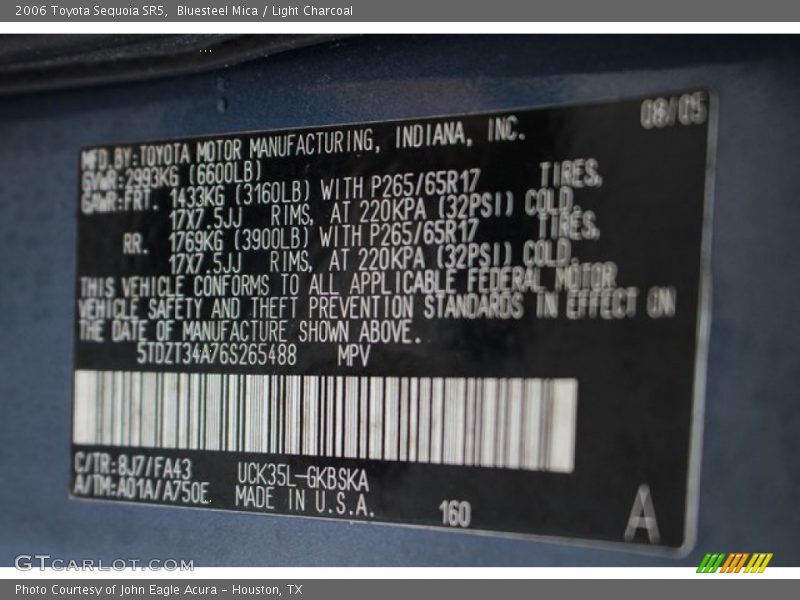 2006 Toyota Sequoia SR5,  Bluesteel Mica / Light Charcoal
08/05
MFD.BY:TOYOTA MOTOR MANUFACTURING, INDIANA, INC.
GVWR:2993KG (6600LB)
GAWR:FRT. 1433KG (3160LB) WITH P265/65R17 TIRES,
17X7.5JJ RIMS, AT 220KPA (32PSI) COLD.
RR. 1769KG (3900LB) WITH P265/65R17 TIRES,
17X7.5JJ RIMS, AT 220KPA (32PSI) COLD.
THIS VEHICLE CONFORMS TO ALL APPLICABLE FEDERAL MOTOR
VEHICLE SAFETY AND THEFT PREVENTION STANDARDS IN EFFECT ON
THE DATE OF MANUFACTURE SHOWN ABOVE.
5TDZT34A76S265488 MPV
C/TR:8J7/FA43 UCK35L-GKBSKA
A/TM:A01A/A750E MADE IN U.S.A. 160
A
GTcarlot.com
Photo Courtesy of John Eagle Acura - Houston, TX